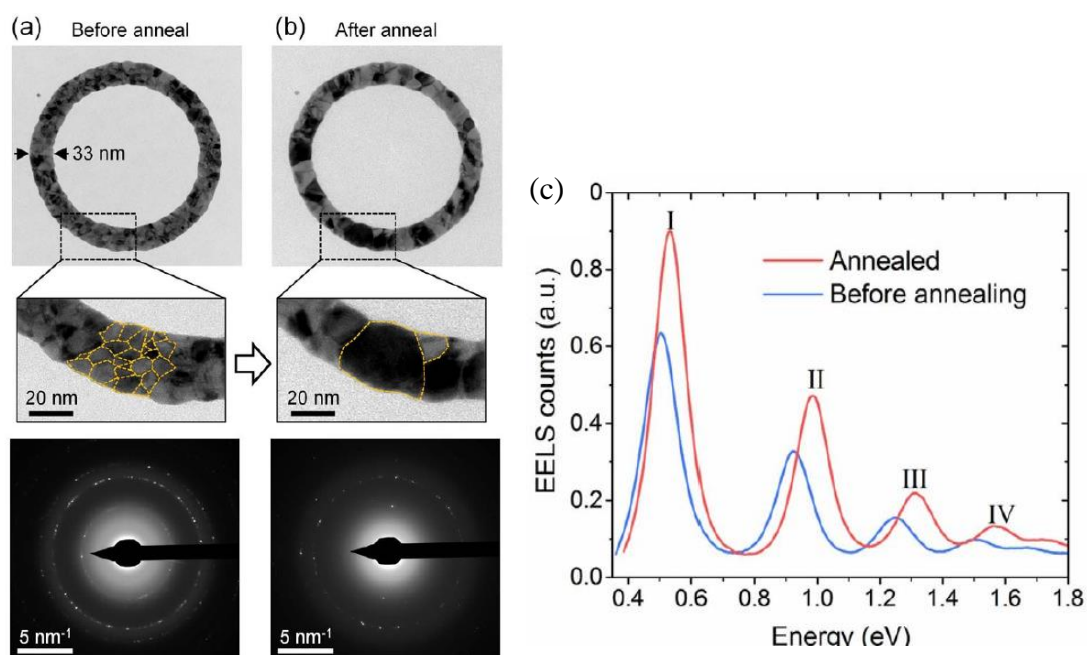 (a) Before anneal
(b) After anneal
33 nm
20 nm
20 nm
5 nm⁻¹
5 nm⁻¹
(c)
0
0.8
0.6
0.4
0.2
0.0
EELS counts (a.u.)
I
II
III
IV
Annealed
Before annealing
0.4 0.6 0.8 1.0 1.2 1.4 1.6 1.8
Energy (eV)